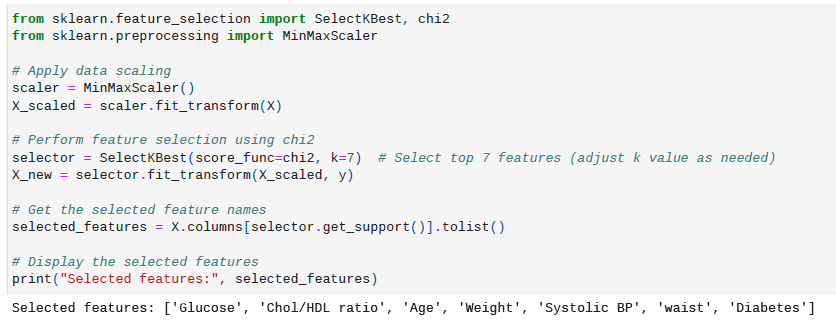 from sklearn.feature_selection import SelectKBest, chi2
from sklearn.preprocessing import MinMaxScaler
# Apply data scaling
scaler = MinMaxScaler()
X_scaled = scaler.fit_transform(X)
# Perform feature selection using chi2
selector = SelectKBest(score_func=chi2, k=7)  # Select top 7 features (adjust k value as needed)
X_new = selector.fit_transform(X_scaled, y)
# Get the selected feature names
selected_features = X.columns[selector.get_support()].tolist()
# Display the selected features
print("Selected features:", selected_features)
Selected features: ['Glucose', 'Chol/HDL ratio', 'Age', 'Weight', 'Systolic BP', 'waist', 'Diabetes']